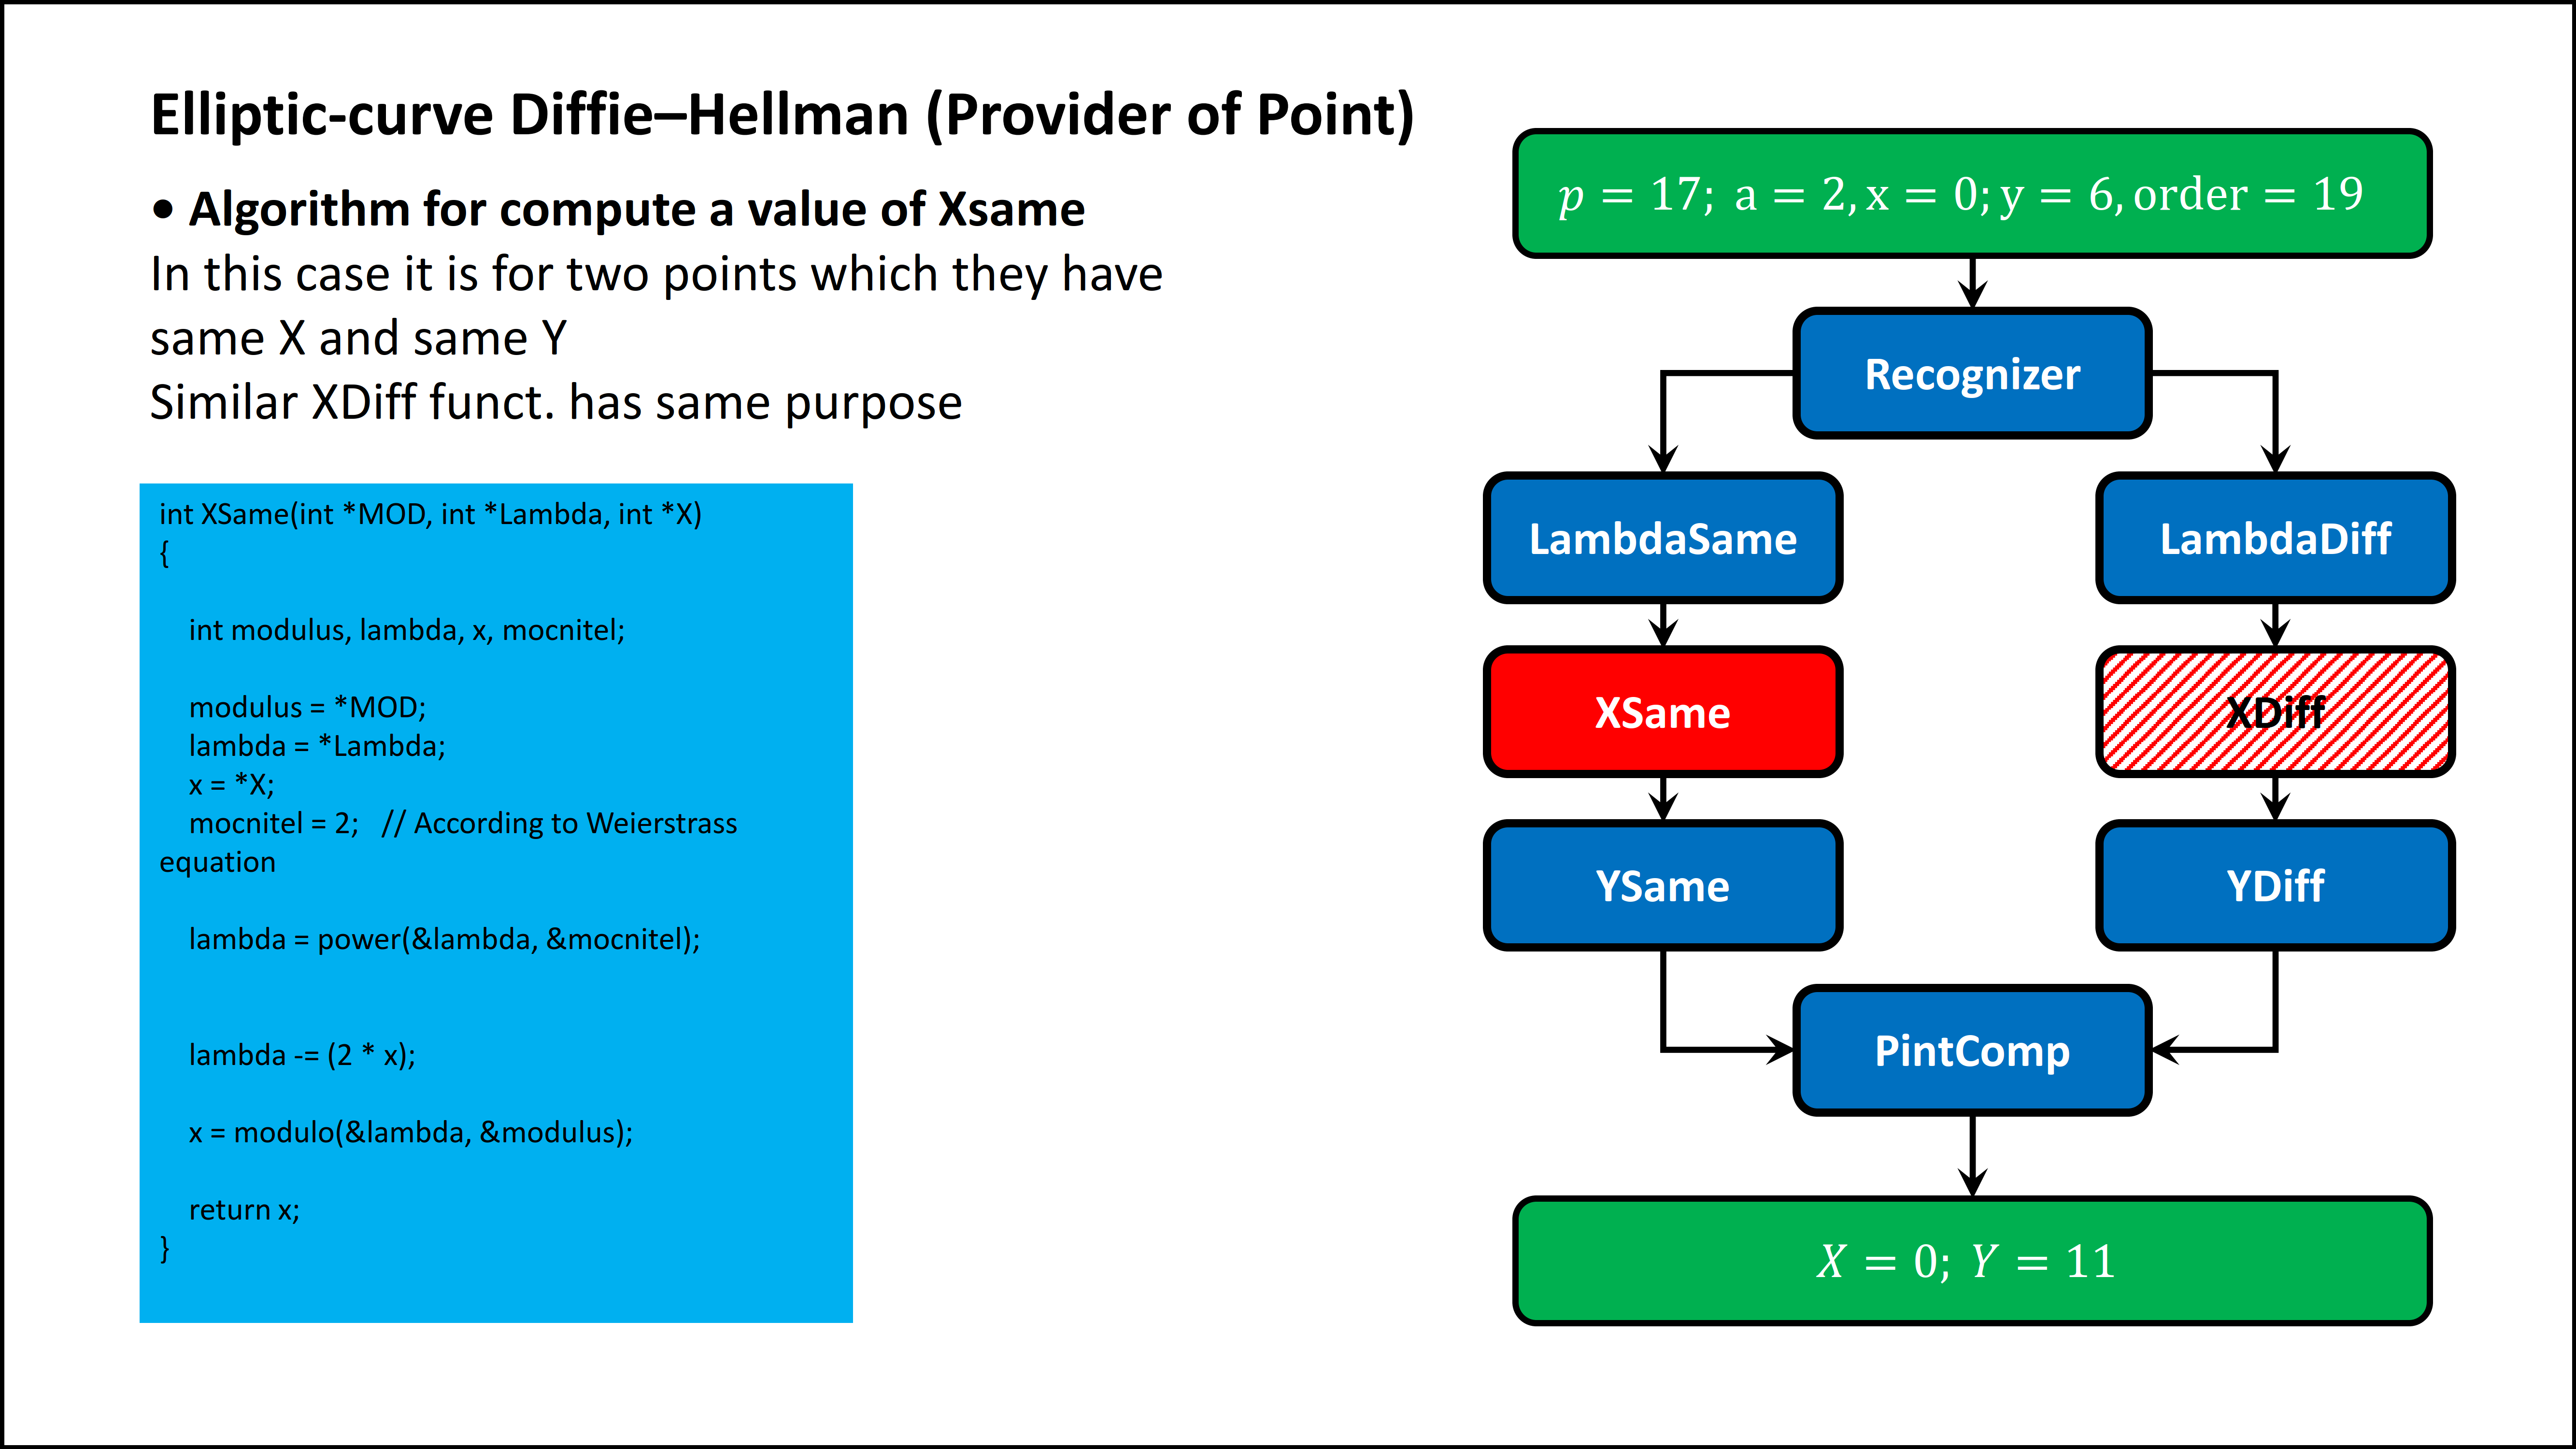 Elliptic-curve Diffie–Hellman (Provider of Point)
• Algorithm for compute a value of Xsame
In this case it is for two points which they have
same X and same Y
Similar XDiff funct. has same purpose
int XSame(int *MOD, int *Lambda, int *X)
{
int modulus, lambda, x, mocnitel;
modulus = *MOD;
lambda = *Lambda;
x = *X;
mocnitel = 2;   // According to Weierstrass
equation
lambda = power(&lambda, &mocnitel);
lambda -= (2 * x);
x = modulo(&lambda, &modulus);
return x;
}
p = 17; a = 2, x = 0; y = 6, order = 19
Recognizer
LambdaSame
LambdaDiff
XSame
XDiff
YSame
YDiff
PintComp
X = 0; Y = 11